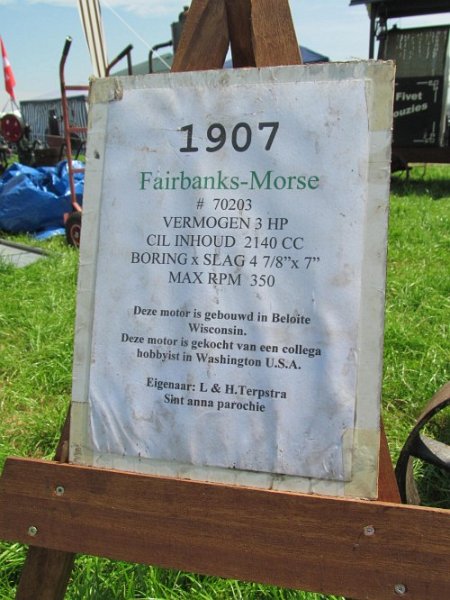 1907
Fairbanks-Morse
# 70203
VERMOGEN 3 HP
CIL INHOUD 2140 CC
BORING x SLAG 4 7/8"x 7"
MAX RPM 350
Deze motor is gebouwd in Beloite
Wisconsin.
Deze motor is gekocht van een collega
hobbyist in Washington U.S.A.
Eigenaar: L & H.Terpstra
Sint anna parochie
Fivet
ouzies